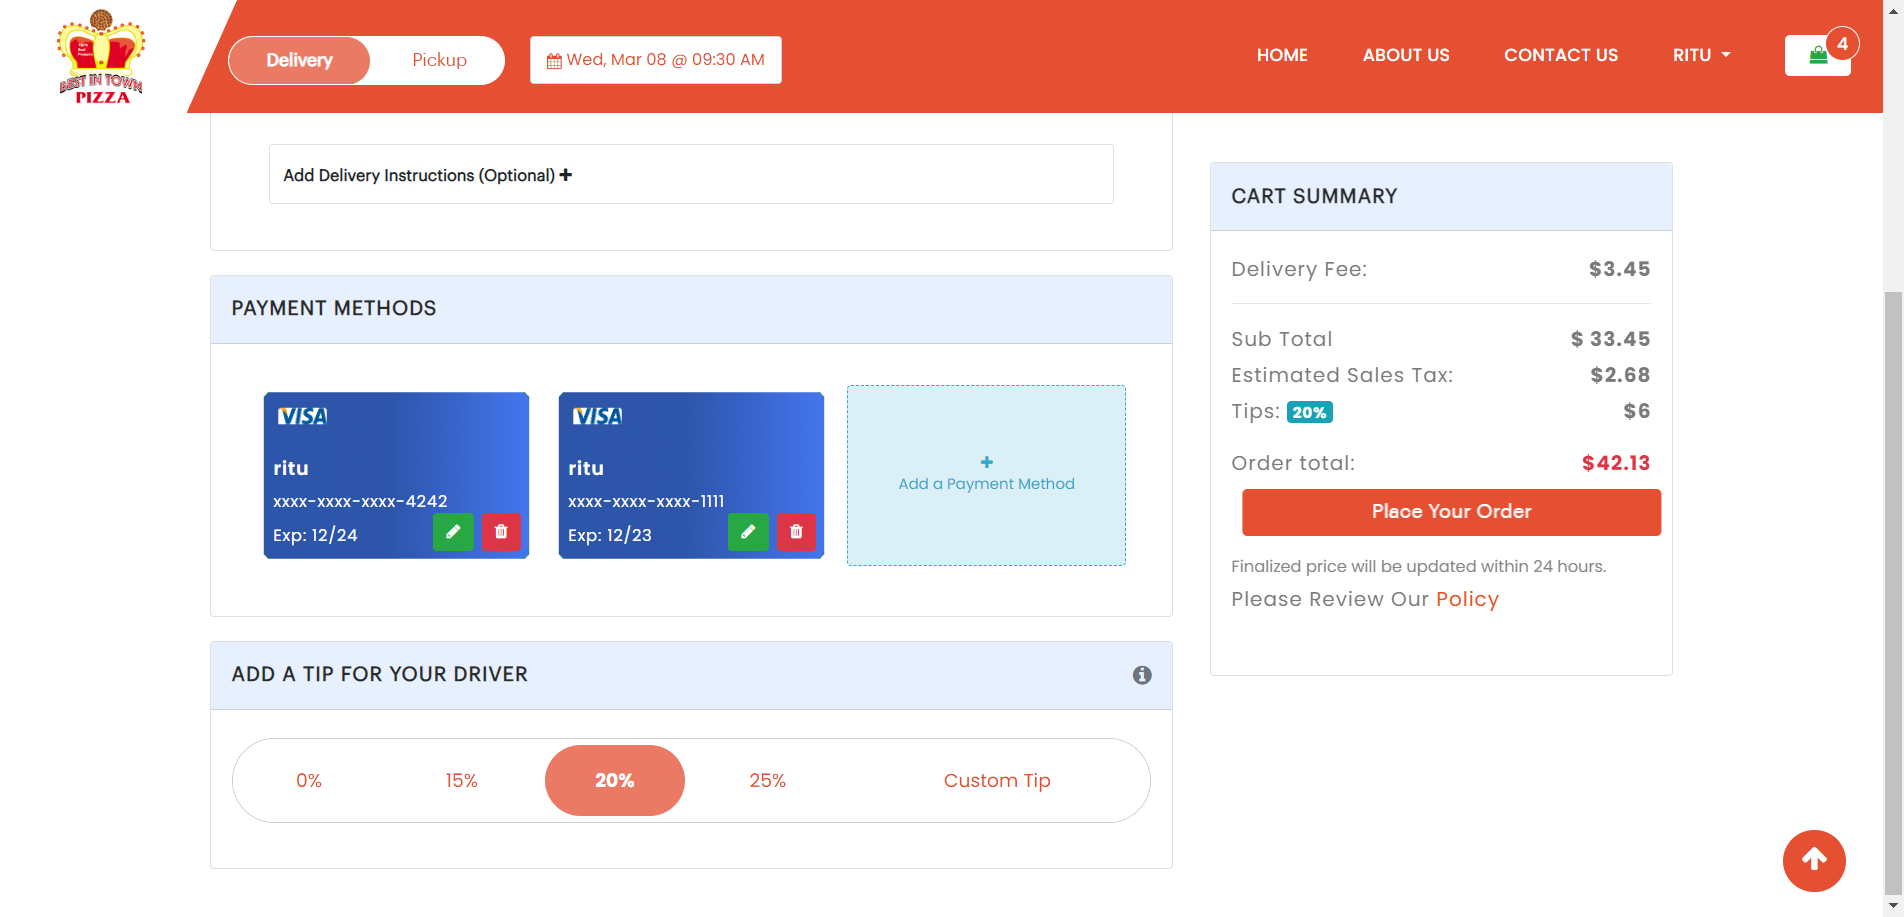 BEST IN TOWN
PIZZA
Delivery
Pickup
Wed, Mar 08 @ 09:30 AM
HOME
ABOUT US
CONTACT US
RITU
4
Add Delivery Instructions (Optional)
PAYMENT METHODS
VISA
ritu
xxxx-xxxx-xxxx-4242
Exp: 12/24
VISA
ritu
xxxx-xxxx-xxxx-1111
Exp: 12/23
Add a Payment Method
ADD A TIP FOR YOUR DRIVER
0%
15%
20%
25%
Custom Tip
CART SUMMARY
Delivery Fee: $3.45
Sub Total $ 33.45
Estimated Sales Tax: $2.68
Tips: 20% $6
Order total: $42.13
Place Your Order
Finalized price will be updated within 24 hours.
Please Review Our Policy